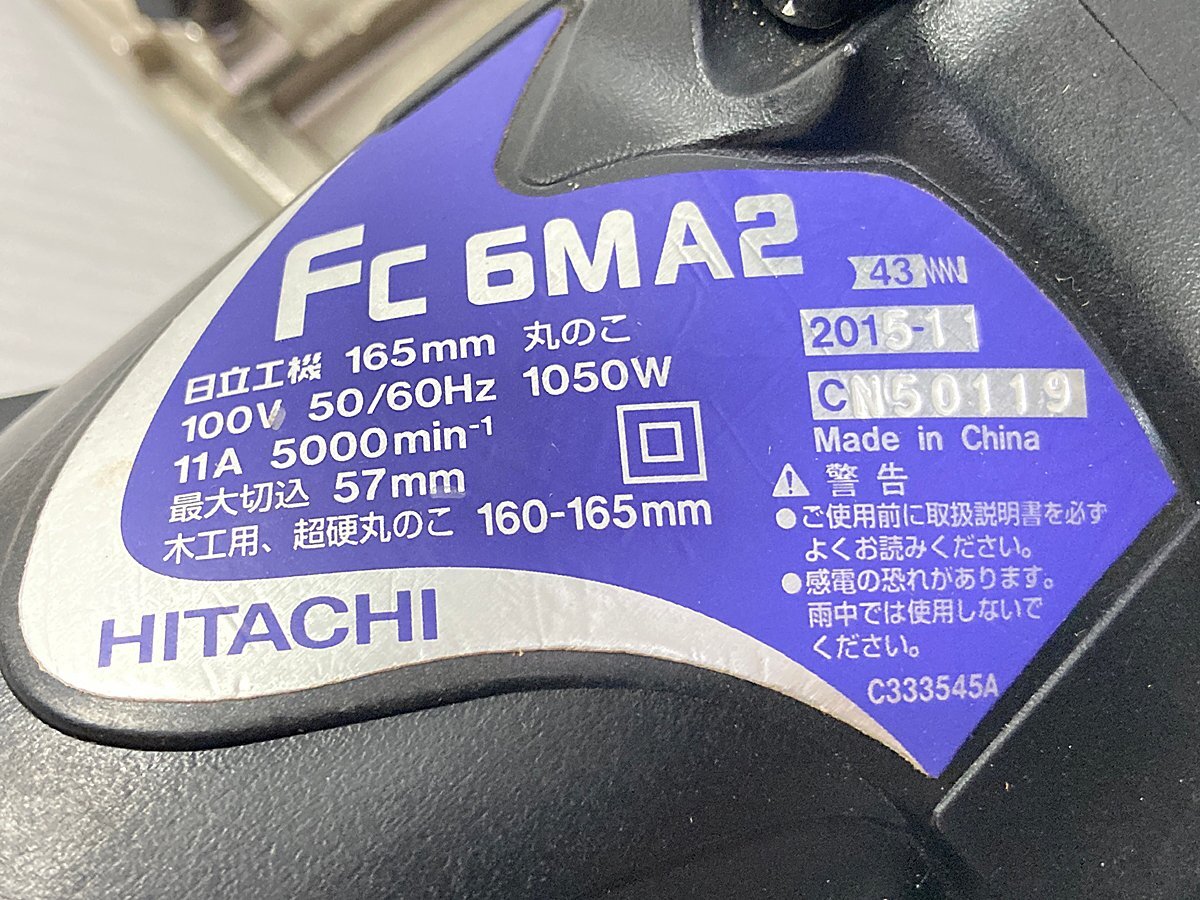 FC 6MA2
日立工機 165mm 丸のこ
100V 50/60Hz 1050W
11A 5000min-1
最大切込 57mm
木工用、超硬丸のこ 160-165mm
HITACHI
43
2015-11
CN50119
Made in China
警告
●ご使用前に取扱説明書を必ず
よくお読みください。
●感電の恐れがあります。
雨中では使用しないで
ください。
C333545A